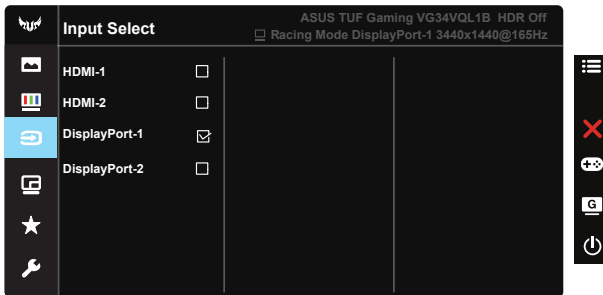 Input Select
ASUS TUF Gaming VG34VQL1B HDR Off
Racing Mode DisplayPort-1 3440x1440@165Hz
HDMI-1
HDMI-2
DisplayPort-1
DisplayPort-2
G